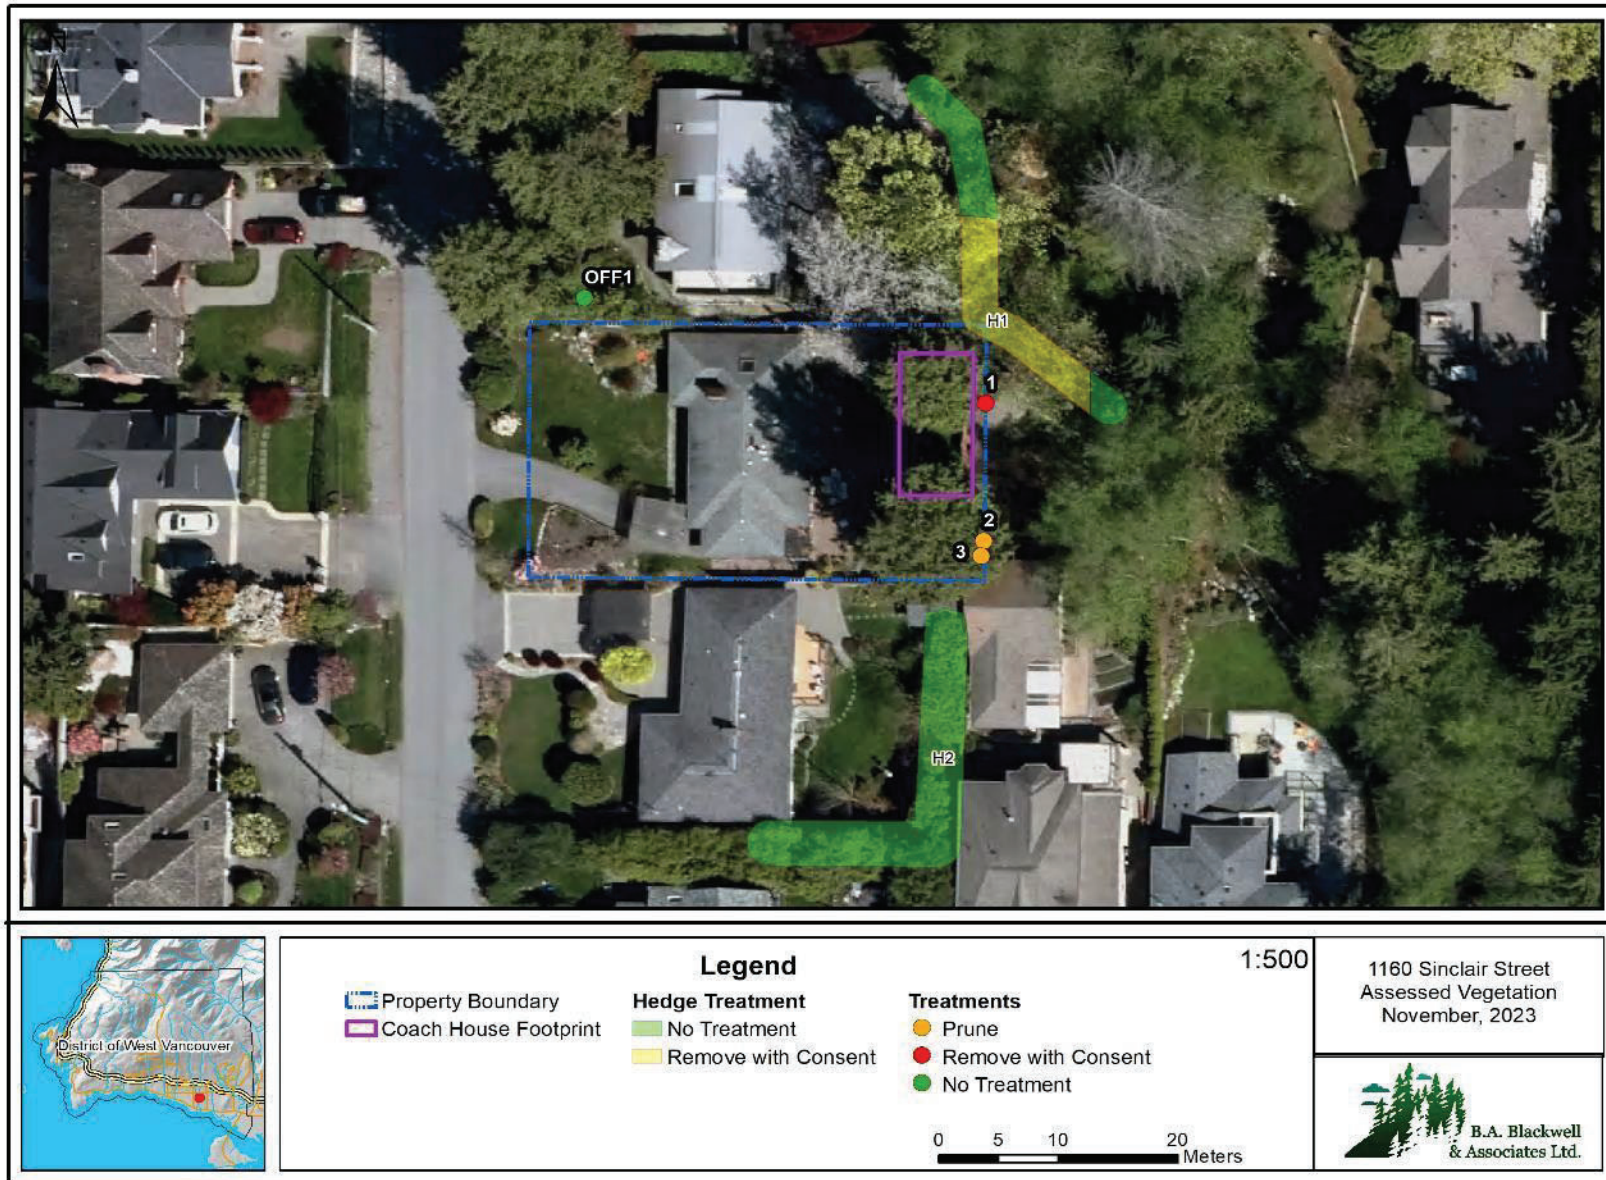 N
OFF1
H1
1
2
3
H2
District of West Vancouver
Legend
1:500
Property Boundary
Coach House Footprint
Hedge Treatment
No Treatment
Remove with Consent
Treatments
Prune
Remove with Consent
No Treatment
0 5 10 20
Meters
1160 Sinclair Street
Assessed Vegetation
November, 2023
B.A. Blackwell
& Associates Ltd.